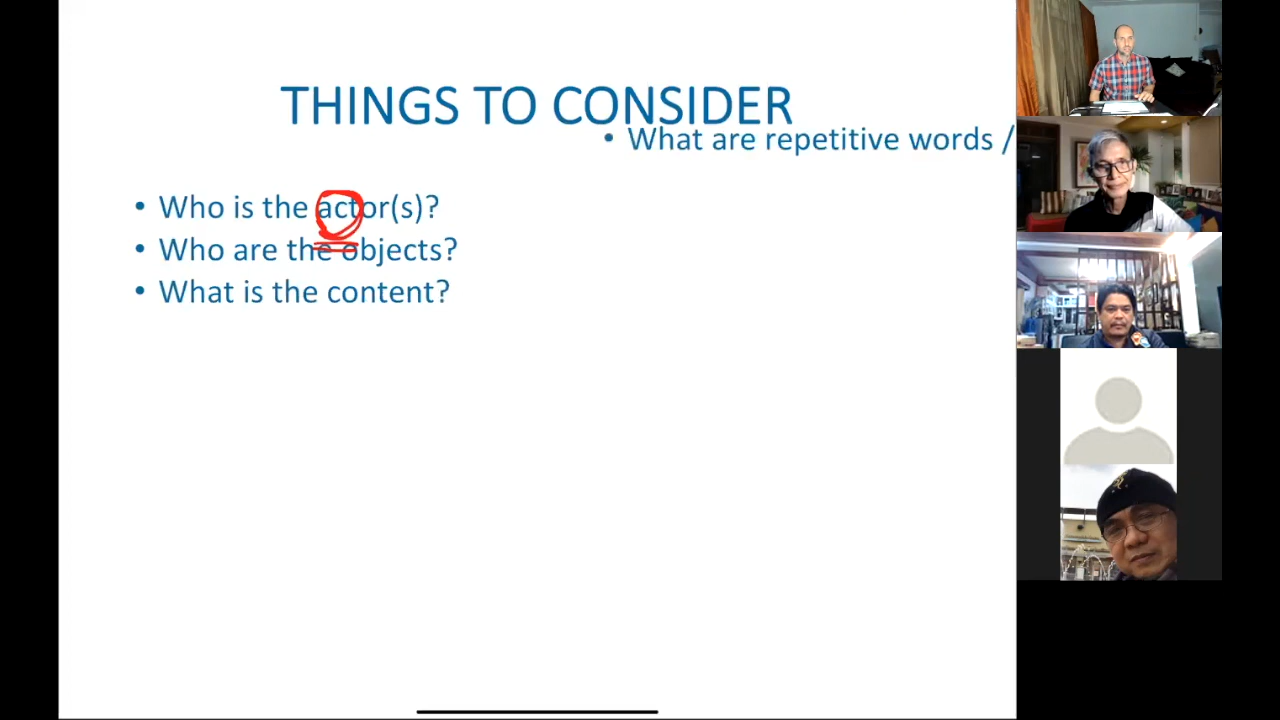 THINGS TO CONSIDER
• What are repetitive words /
• Who is the actor(s)?
• Who are the objects?
• What is the content?